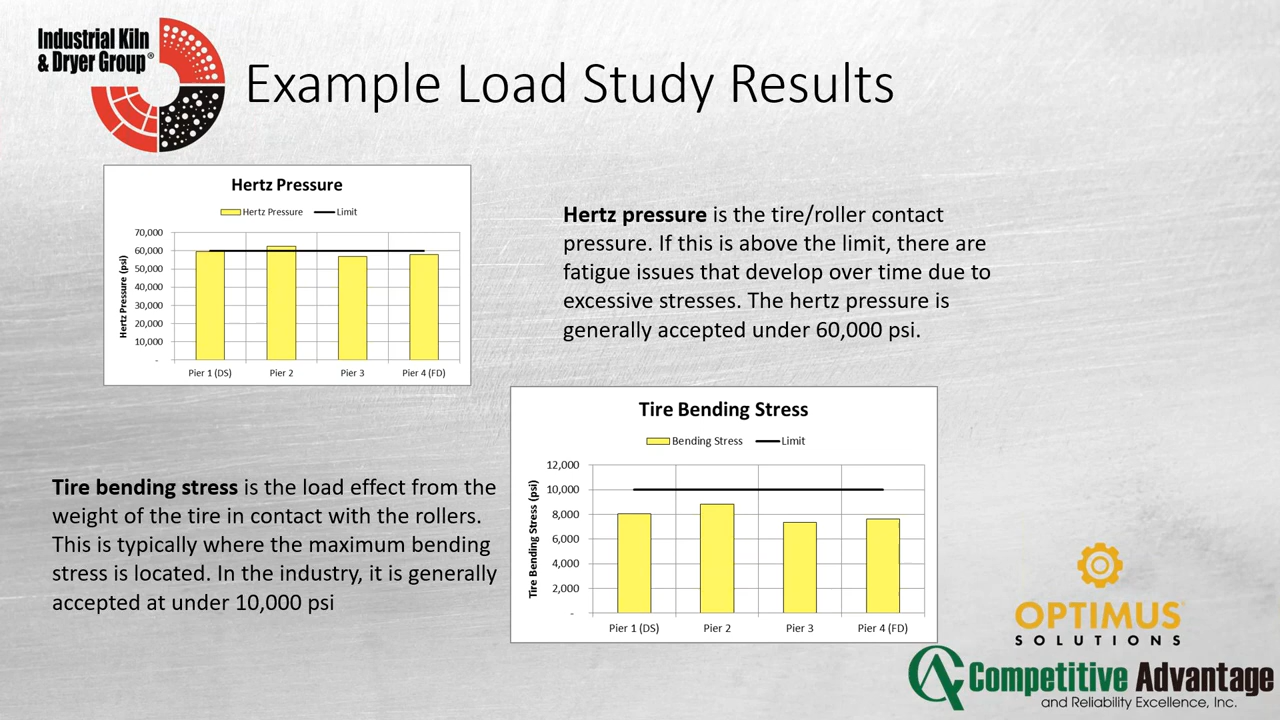 Industrial Kiln
& Dryer Group®
Example Load Study Results
Hertz Pressure
Hertz Pressure Limit
70,000
60,000
50,000
40,000
30,000
20,000
10,000
-
Hertz Pressure (psi)
Pier 1 (DS) Pier 2 Pier 3 Pier 4 (FD)
Hertz pressure is the tire/roller contact
pressure. If this is above the limit, there are
fatigue issues that develop over time due to
excessive stresses. The hertz pressure is
generally accepted under 60,000 psi.
Tire bending stress is the load effect from the
weight of the tire in contact with the rollers.
This is typically where the maximum bending
stress is located. In the industry, it is generally
accepted at under 10,000 psi
Tire Bending Stress
Bending Stress Limit
12,000
10,000
8,000
6,000
4,000
2,000
-
Tire Bending Stress (psi)
Pier 1 (DS) Pier 2 Pier 3 Pier 4 (FD)
OPTIMUS
SOLUTIONS
Competitive Advantage
and Reliability Excellence, Inc.